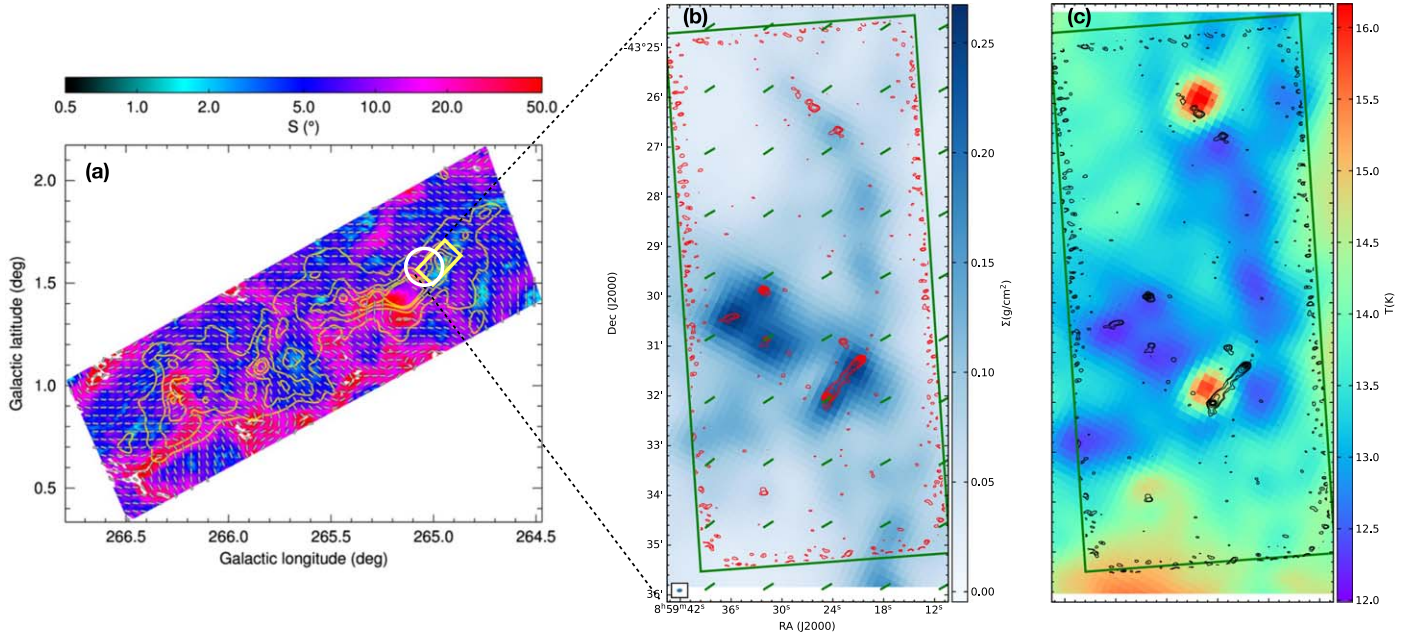 (a)
0.5 1.0 2.0 5.0 10.0 20.0 50.0
S (°)
2.0
1.5
1.0
0.5
Galactic latitude (deg)
266.5 266.0 265.5 265.0 264.5
Galactic longitude (deg)
(b)
-43°25'
26'
27'
28'
29'
30'
31'
32'
33'
34'
35'
36'
Dec (J2000)
8ʰ59ᵐ42ˢ 36ˢ 30ˢ 24ˢ 18ˢ 12ˢ
RA (J2000)
0.25
0.20
0.15
0.10
0.05
0.00
Σ(g/cm²)
(c)
16.0
15.5
15.0
14.5
14.0
13.5
13.0
12.5
12.0
T(K)